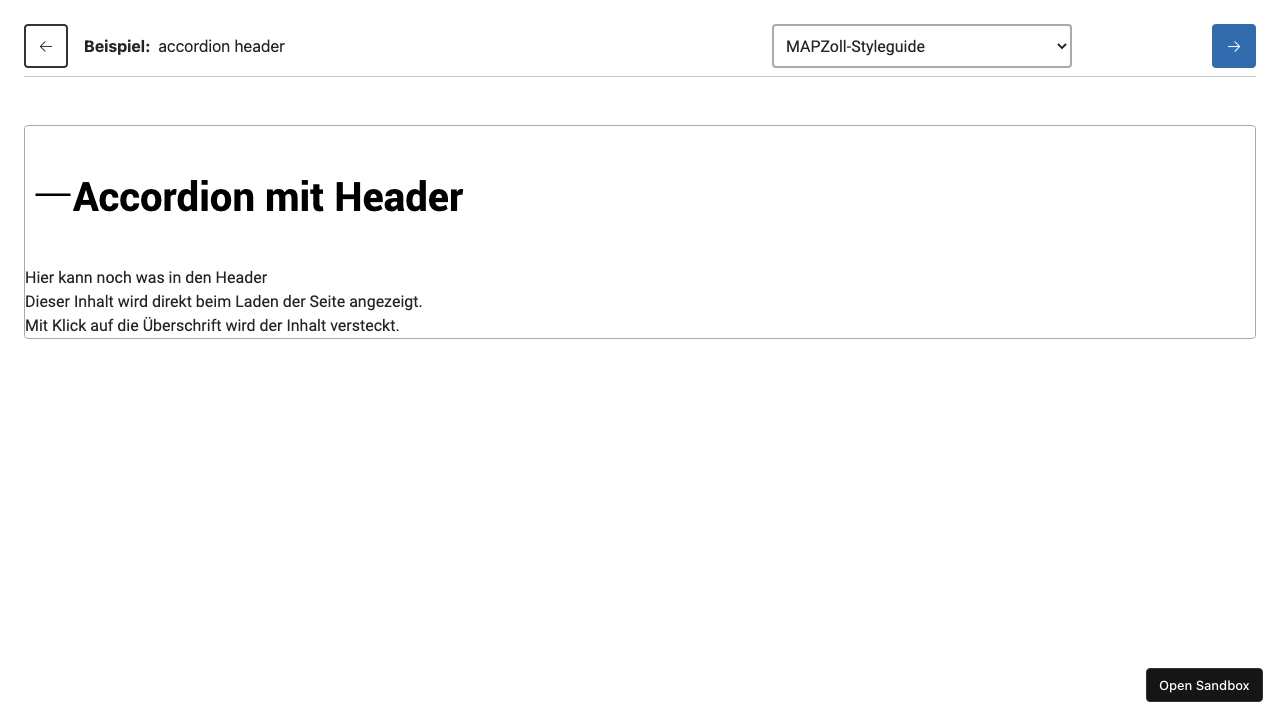 Beispiel: accordion header
MAPZoll-Styleguide
Accordion mit Header
Hier kann noch was in den Header
Dieser Inhalt wird direkt beim Laden der Seite angezeigt.
Mit Klick auf die Überschrift wird der Inhalt versteckt.
Open Sandbox